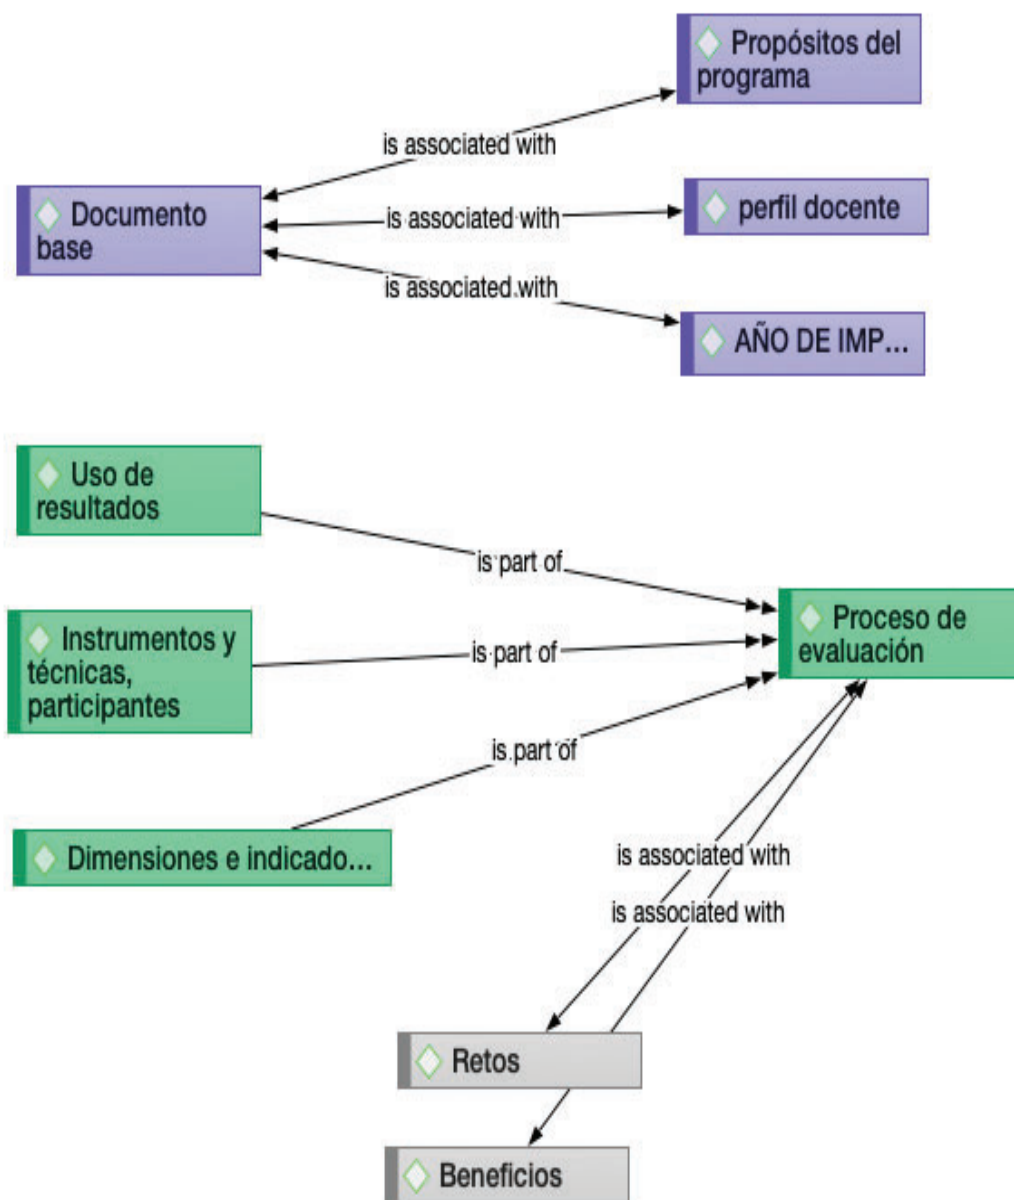 Propósitos del
programa
is associated with
Documento
base
is associated with
perfil docente
is associated with
AÑO DE IMP...
Uso de
resultados
is part of
Instrumentos y
técnicas,
participantes
is part of
Proceso de
evaluación
is part of
Dimensiones e indicado...
is associated with
is associated with
Retos
Beneficios